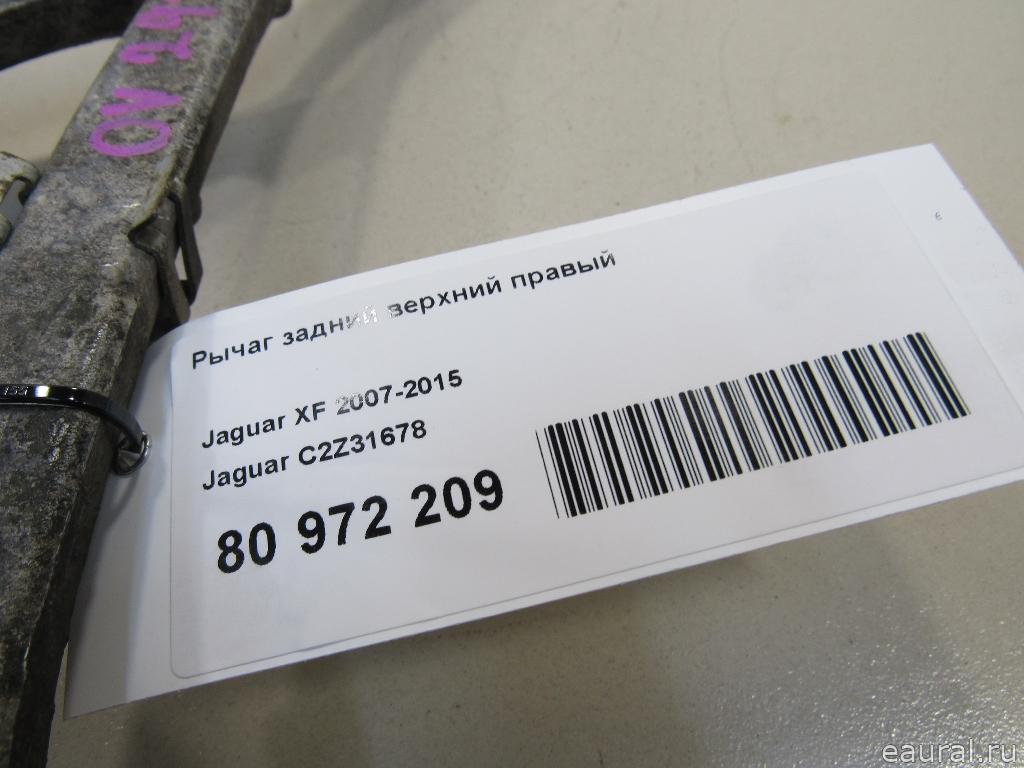 Рычаг задний верхний правый
Jaguar XF 2007-2015
Jaguar C2Z31678
80 972 209
eaural.ru